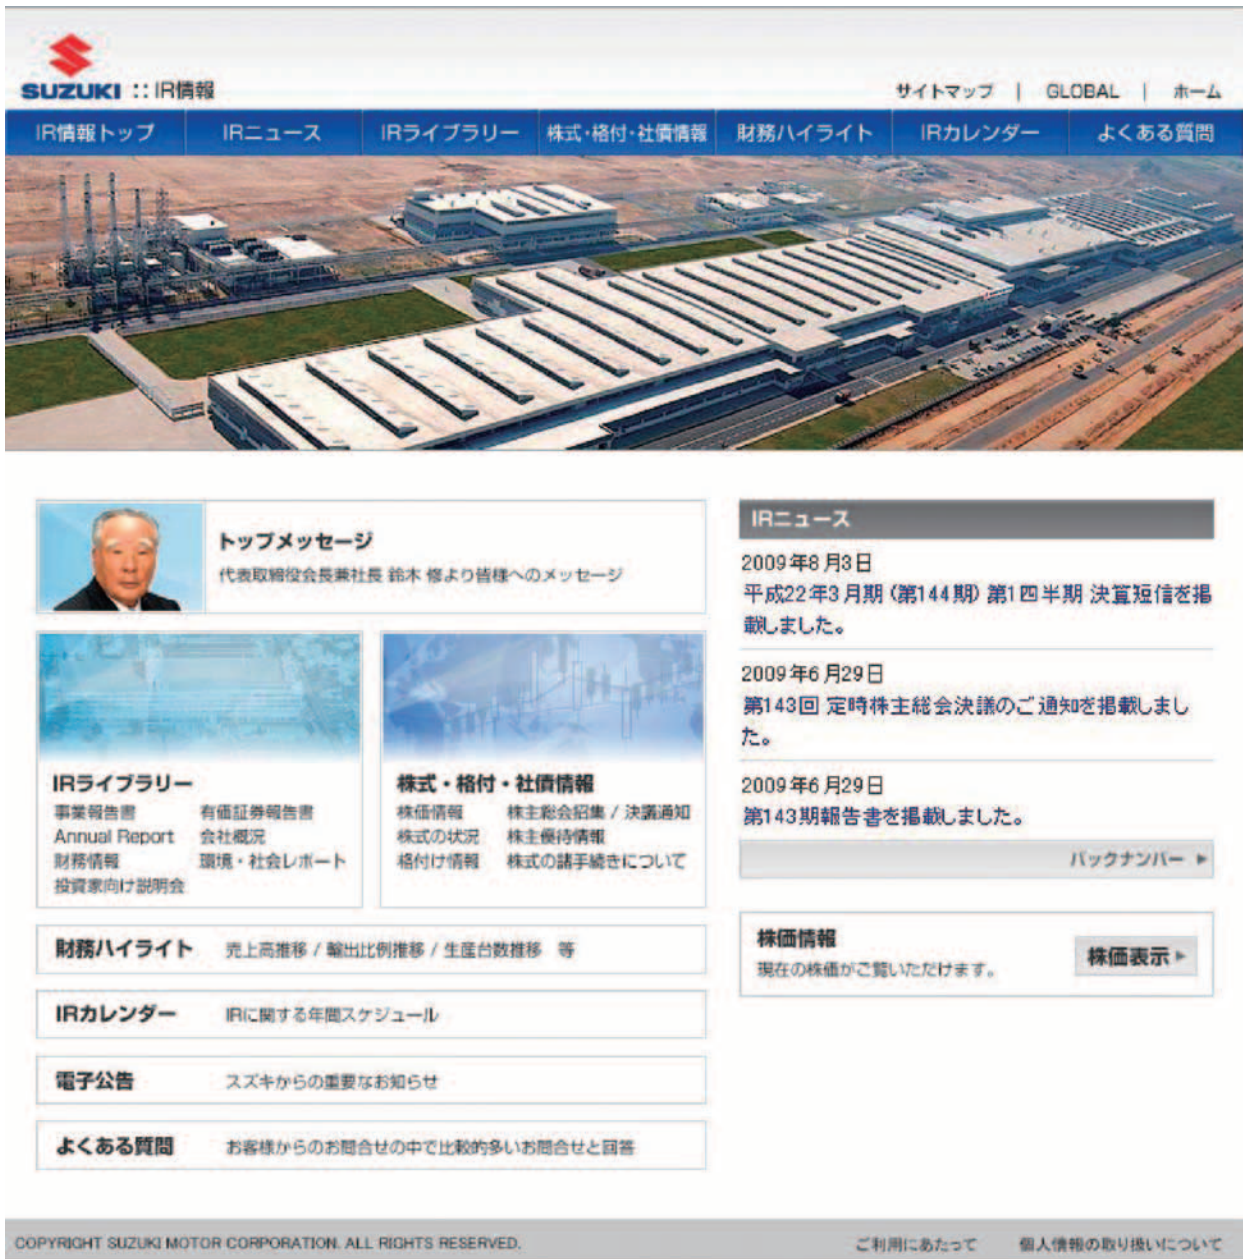 SUZUKI :: IR情報
サイトマップ | GLOBAL | ホーム
IR情報トップ IRニュース IRライブラリー 株式・格付・社債情報 財務ハイライト IRカレンダー よくある質問
トップメッセージ
代表取締役会長兼社長 鈴木 修より皆様へのメッセージ
IRライブラリー
事業報告書 有価証券報告書
Annual Report 会社概況
財務情報 環境・社会レポート
投資家向け説明会
株式・格付・社債情報
株価情報 株主総会招集 / 決議通知
株式の状況 株主優待情報
格付け情報 株式の諸手続きについて
財務ハイライト 売上高推移 / 輸出比例推移 / 生産台数推移 等
IRカレンダー IRに関する年間スケジュール
電子公告 スズキからの重要なお知らせ
よくある質問 お客様からのお問合せの中で比較的多いお問合せと回答
IRニュース
2009年8月3日
平成22年3月期 (第144期) 第1四半期 決算短信を掲
載しました。
2009年6月29日
第143回 定時株主総会決議のご通知を掲載しまし
た。
2009年6月29日
第143期報告書を掲載しました。
バックナンバー
株価情報
現在の株価がご覧いただけます。
株価表示
COPYRIGHT SUZUKI MOTOR CORPORATION. ALL RIGHTS RESERVED.
ご利用にあたって 個人情報の取り扱いについて